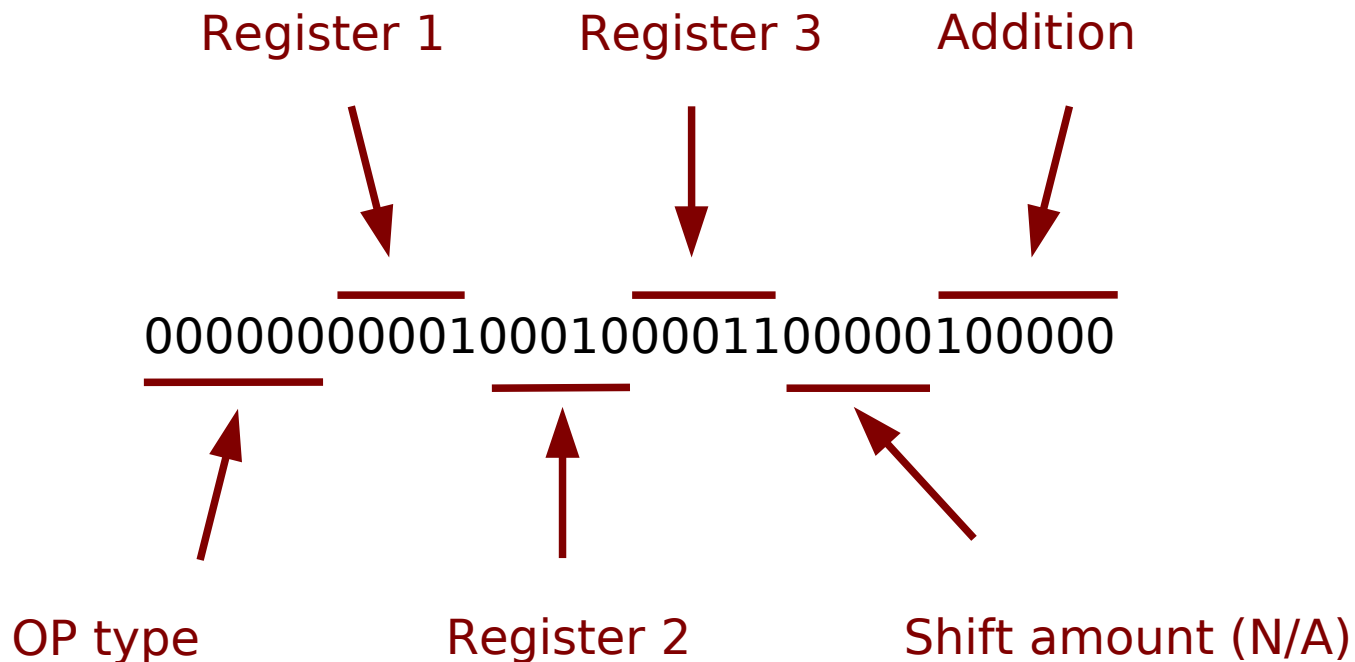 Register 1 Register 3 Addition
00000000001000100001100000100000
OP type Register 2 Shift amount (N/A)